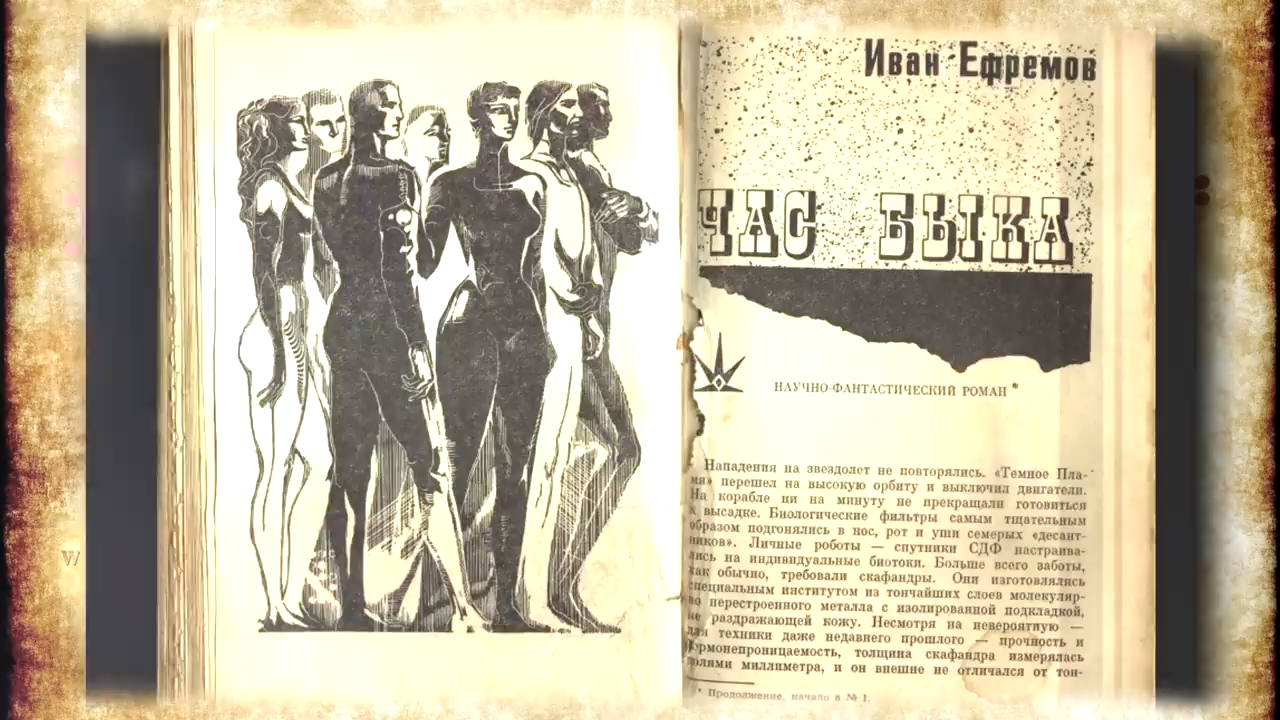 Иван Ефремов
ЧАС БЫКА
НАУЧНО-ФАНТАСТИЧЕСКИЙ РОМАН *
Нападения на звездолет не повторялись. «Темное Пла-
мя» перешел на высокую орбиту и выключил двигатели.
На корабле ни на минуту не прекращали готовиться
к высадке. Биологические фильтры самым тщательным
образом подгонялись в нос, рот и уши семерых «десант-
ников». Личные роботы — спутники СДФ настраива-
лись на индивидуальные биотоки. Больше всего заботы,
как обычно, требовали скафандры. Они изготовлялись
специальным институтом из тончайших слоев молекуляр-
но перестроенного металла с изолированной подкладкой,
не раздражающей кожу. Несмотря на невероятную —
для техники даже недавнего прошлого — прочность и
термонепроницаемость, толщина скафандра измерялась
долями миллиметра, и он внешне не отличался от тон-
* Продолжение, начало в № 1.
W